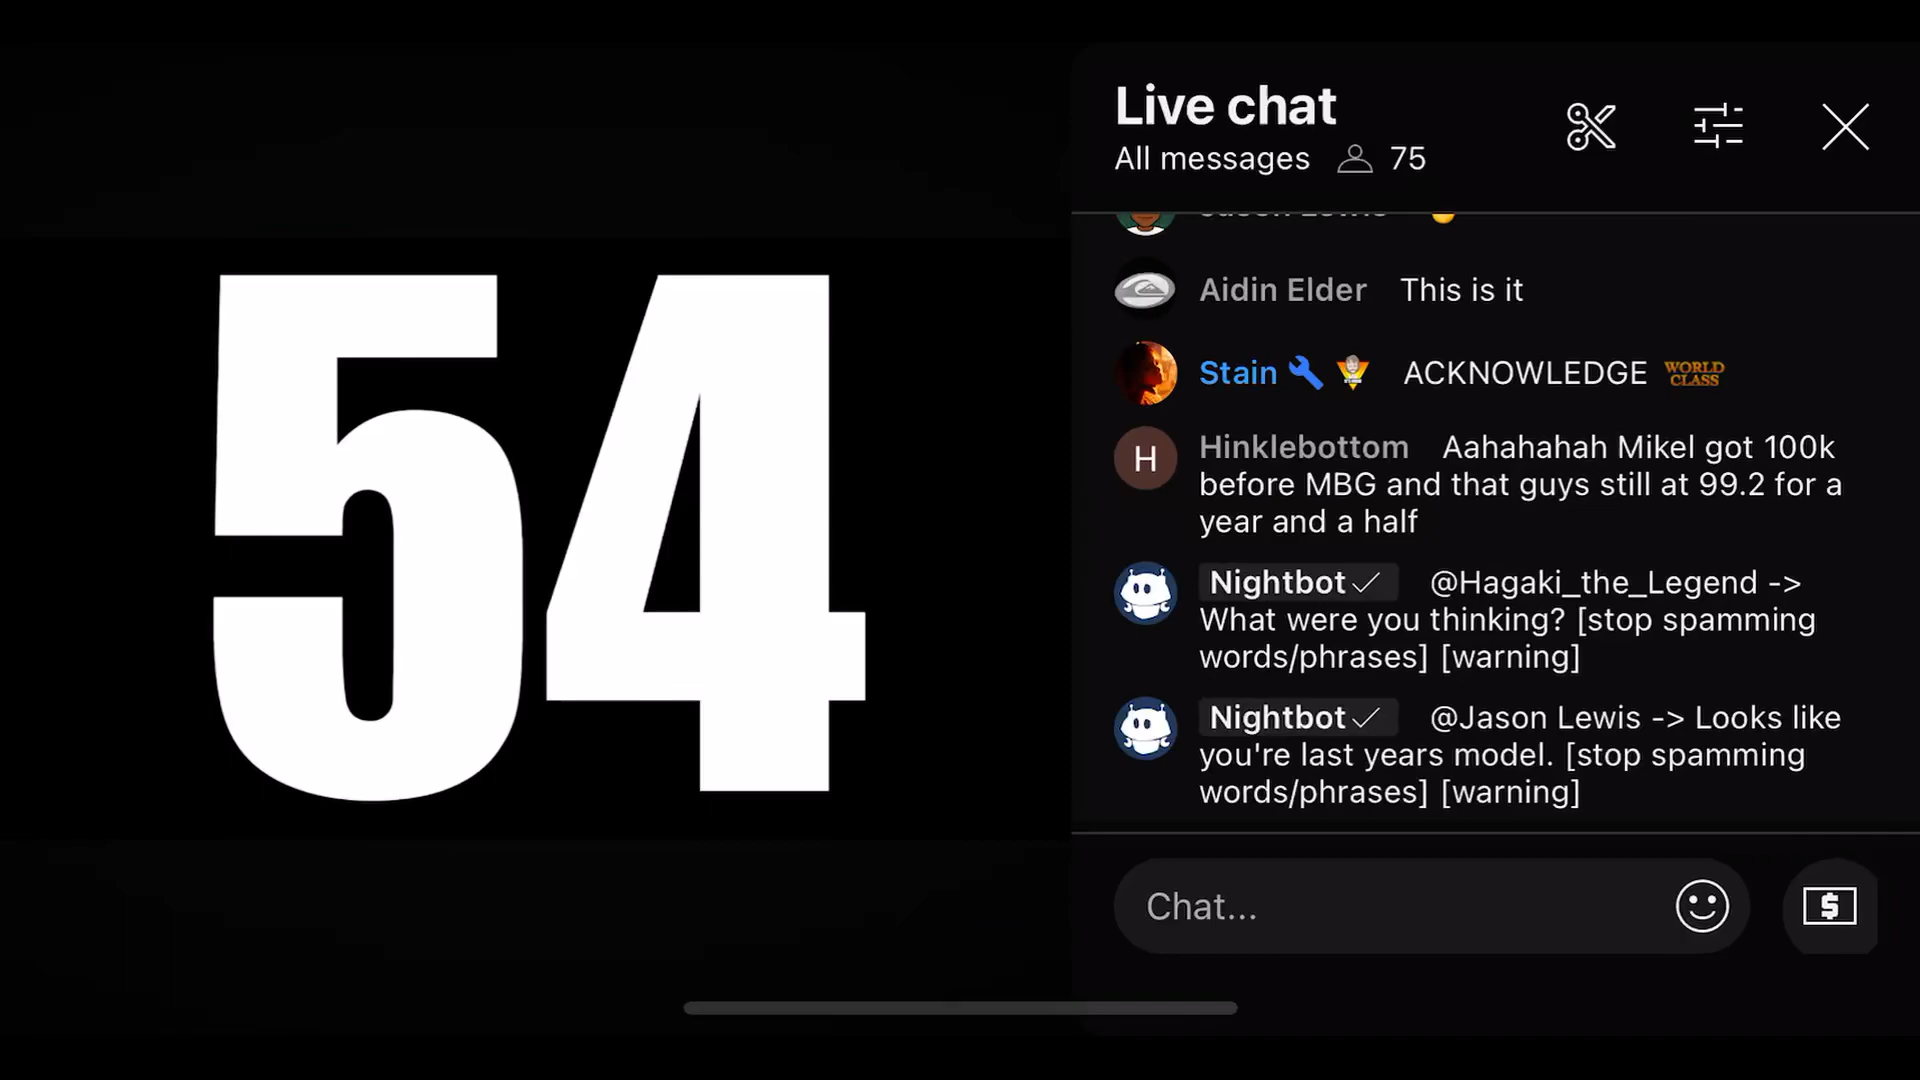 54
Live chat
All messages 75
Jason Lewis
Aidin Elder This is it
Stain ACKNOWLEDGE WORLD CLASS
H
Hinklebottom Aahahahah Mikel got 100k
before MBG and that guys still at 99.2 for a
year and a half
Nightbot @Hagaki_the_Legend ->
What were you thinking? [stop spamming
words/phrases] [warning]
Nightbot @Jason Lewis -> Looks like
you're last years model. [stop spamming
words/phrases] [warning]
Chat...
$